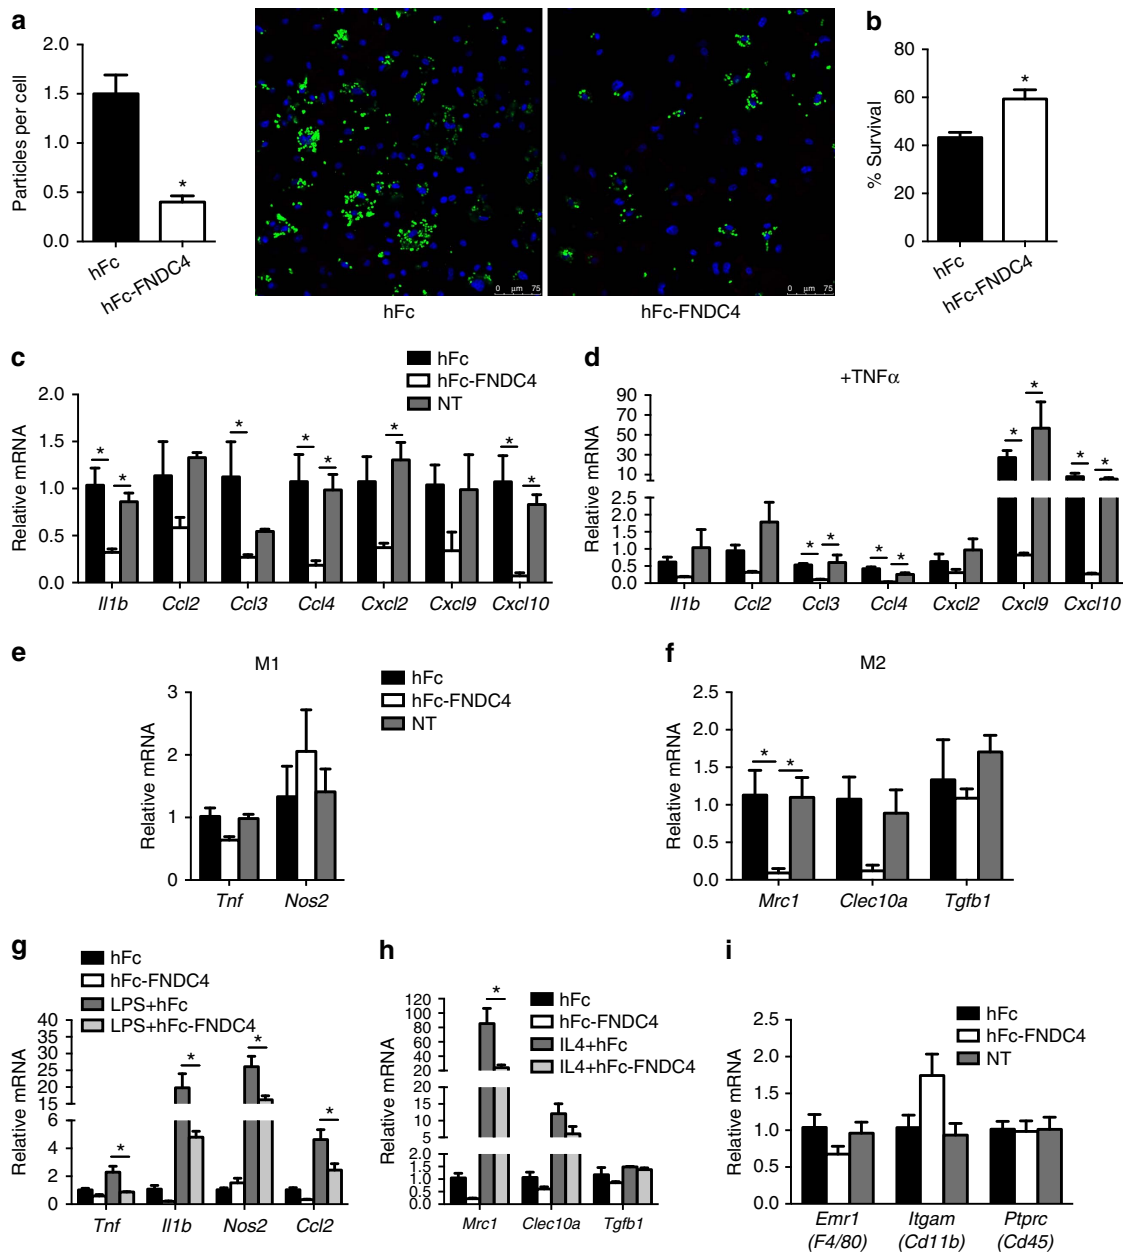 a
2.0
1.5
1.0
0.5
0.0
Particles per cell
*
hFc
hFc-FNDC4
0 µm 75
hFc
0 µm 75
hFc-FNDC4
b
80
60
40
20
0
% Survival
*
hFc
hFc-FNDC4
c
hFc
hFc-FNDC4
NT
2.0
1.5
1.0
0.5
0.0
Relative mRNA
* * * * * * * *
Il1b Ccl2 Ccl3 Ccl4 Cxcl2 Cxcl9 Cxcl10
d
+TNFα
90
70
50
30
10
2.5
2.0
1.5
1.0
0.5
0.0
Relative mRNA
* * * * * * * *
Il1b Ccl2 Ccl3 Ccl4 Cxcl2 Cxcl9 Cxcl10
e
M1
hFc
hFc-FNDC4
NT
3
2
1
0
Relative mRNA
Tnf Nos2
f
M2
2.5
2.0
1.5
1.0
0.5
0.0
Relative mRNA
* *
Mrc1 Clec10a Tgfb1
g
hFc
hFc-FNDC4
LPS+hFc
LPS+hFc-FNDC4
40
35
30
25
20
15
6
4
2
0
Relative mRNA
* * * *
Tnf Il1b Nos2 Ccl2
h
hFc
hFc-FNDC4
IL4+hFc
IL4+hFc-FNDC4
120
100
80
60
40
20
20
15
10
5
2.0
1.5
1.0
0.5
0.0
Relative mRNA
*
Mrc1 Clec10a Tgfb1
i
hFc
hFc-FNDC4
NT
2.5
2.0
1.5
1.0
0.5
0.0
Relative mRNA
Emr1 Itgam Ptprc
(F4/80) (Cd11b) (Cd45)